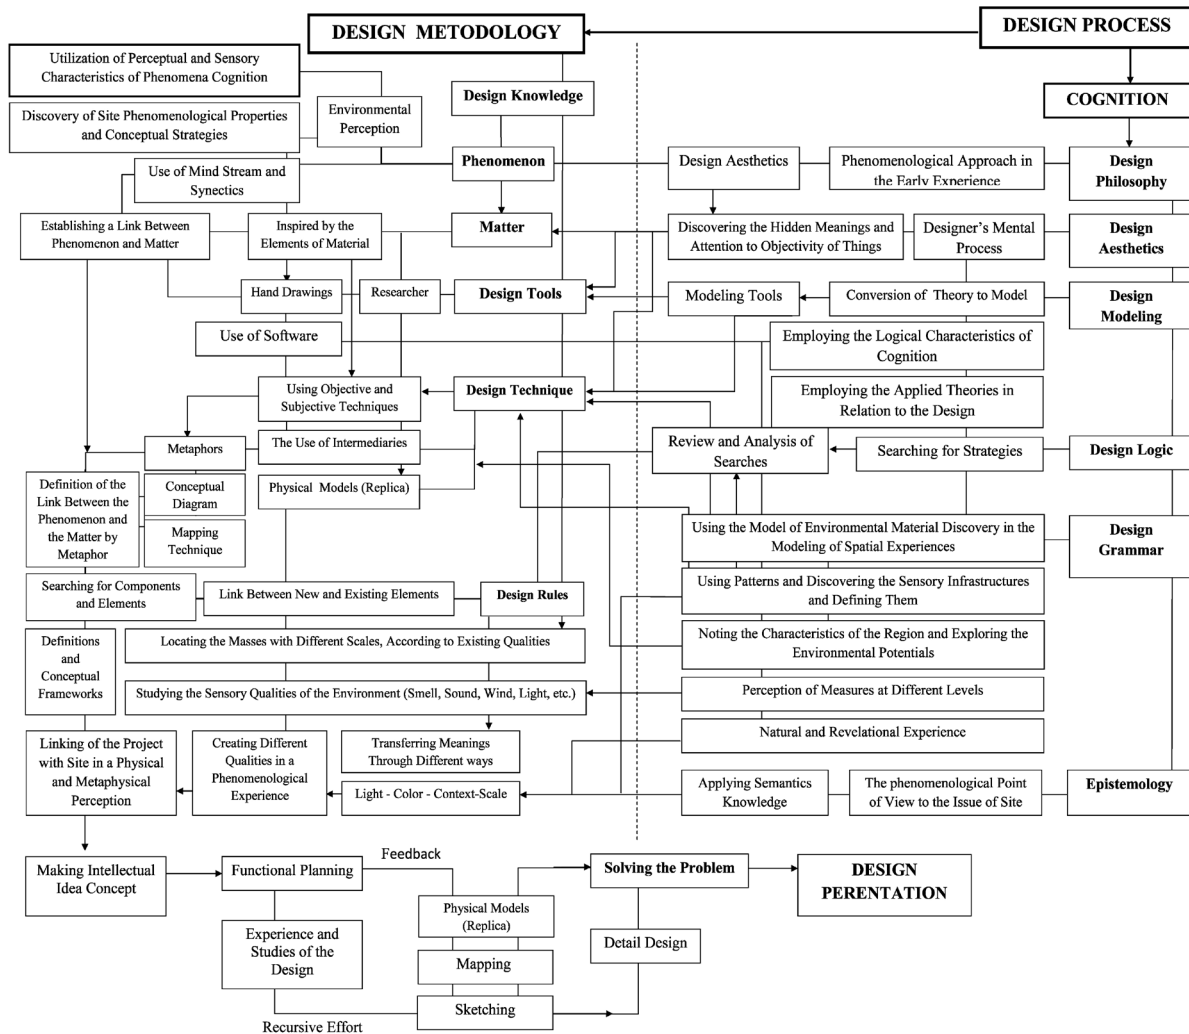 DESIGN METODOLOGY
DESIGN PROCESS
Utilization of Perceptual and Sensory
Characteristics of Phenomena Cognition
Design Knowledge
COGNITION
Discovery of Site Phenomenological Properties
and Conceptual Strategies
Environmental
Perception
Phenomenon
Design Aesthetics
Phenomenological Approach in
the Early Experience
Design
Philosophy
Use of Mind Stream and
Synectics
Establishing a Link Between
Phenomenon and Matter
Inspired by the
Elements of Material
Matter
Discovering the Hidden Meanings and
Attention to Objectivity of Things
Designer's Mental
Process
Design
Aesthetics
Hand Drawings
Researcher
Design Tools
Modeling Tools
Conversion of Theory to Model
Design
Modeling
Use of Software
Employing the Logical Characteristics of
Cognition
Using Objective and
Subjective Techniques
Design Technique
Employing the Applied Theories in
Relation to the Design
Metaphors
The Use of Intermediaries
Review and Analysis of
Searches
Searching for Strategies
Design Logic
Definition of the
Link Between the
Phenomenon and
the Matter by
Metaphor
Conceptual
Diagram
Physical Models (Replica)
Mapping
Technique
Using the Model of Environmental Material Discovery in the
Modeling of Spatial Experiences
Design
Grammar
Searching for Components
and Elements
Link Between New and Existing Elements
Design Rules
Using Patterns and Discovering the Sensory Infrastructures
and Defining Them
Definitions
and
Conceptual
Frameworks
Locating the Masses with Different Scales, According to Existing Qualities
Noting the Characteristics of the Region and Exploring the
Environmental Potentials
Studying the Sensory Qualities of the Environment (Smell, Sound, Wind, Light, etc.)
Perception of Measures at Different Levels
Linking of the Project
with Site in a Physical
and Metaphysical
Perception
Creating Different
Qualities in a
Phenomenological
Experience
Transferring Meanings
Through Different ways
Natural and Revelational Experience
Light - Color - Context-Scale
Applying Semantics
Knowledge
The phenomenological Point
of View to the Issue of Site
Epistemology
Making Intellectual
Idea Concept
Functional Planning
Feedback
Solving the Problem
DESIGN
PERENTATION
Experience and
Studies of the
Design
Physical Models
(Replica)
Detail Design
Mapping
Sketching
Recursive Effort